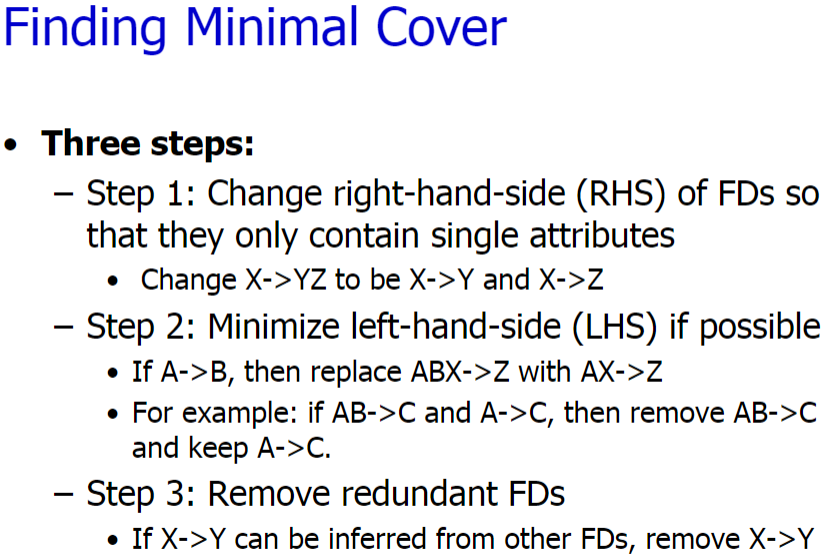 Finding Minimal Cover
• Three steps:
– Step 1: Change right-hand-side (RHS) of FDs so
that they only contain single attributes
• Change X->YZ to be X->Y and X->Z
– Step 2: Minimize left-hand-side (LHS) if possible
• If A->B, then replace ABX->Z with AX->Z
• For example: if AB->C and A->C, then remove AB->C
and keep A->C.
– Step 3: Remove redundant FDs
• If X->Y can be inferred from other FDs, remove X->Y